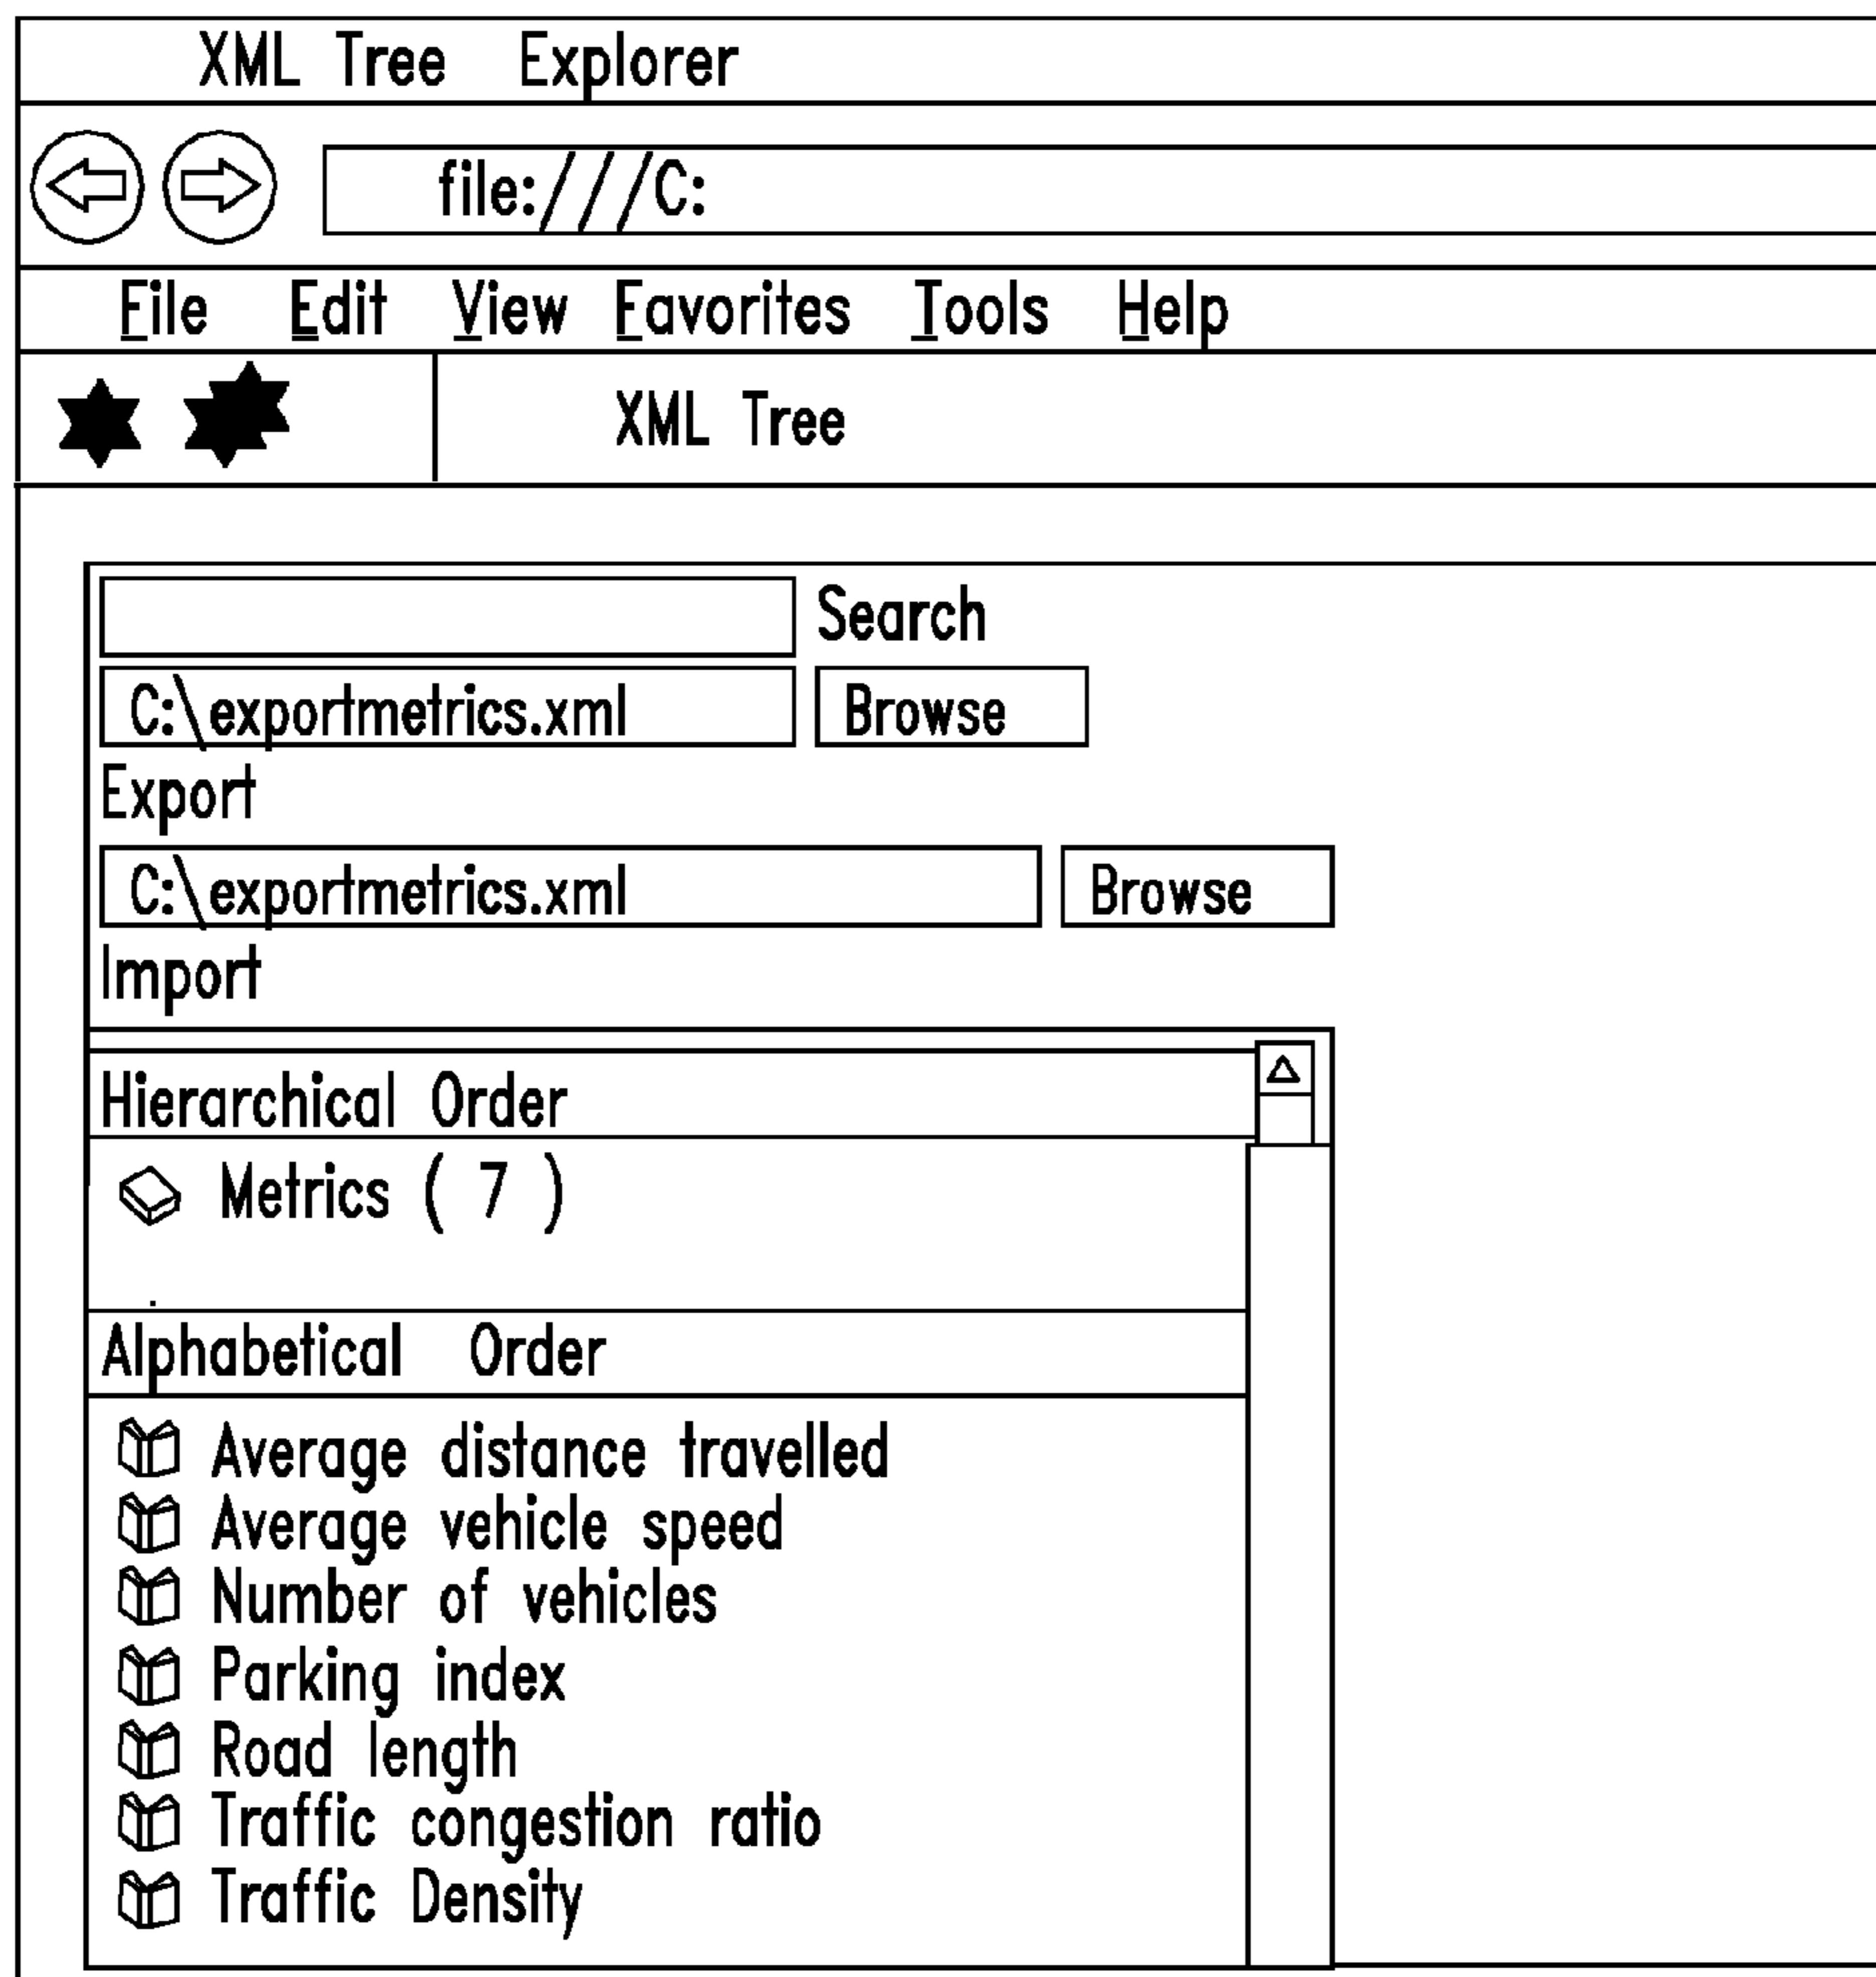 XML Tree Explorer
file:///C:
File Edit View Favorites Tools Help
XML Tree
Search
C:\exportmetrics.xml Browse
Export
C:\exportmetrics.xml Browse
Import
Hierarchical Order
Metrics ( 7 )
Alphabetical Order
Average distance travelled
Average vehicle speed
Number of vehicles
Parking index
Road length
Traffic congestion ratio
Traffic Density